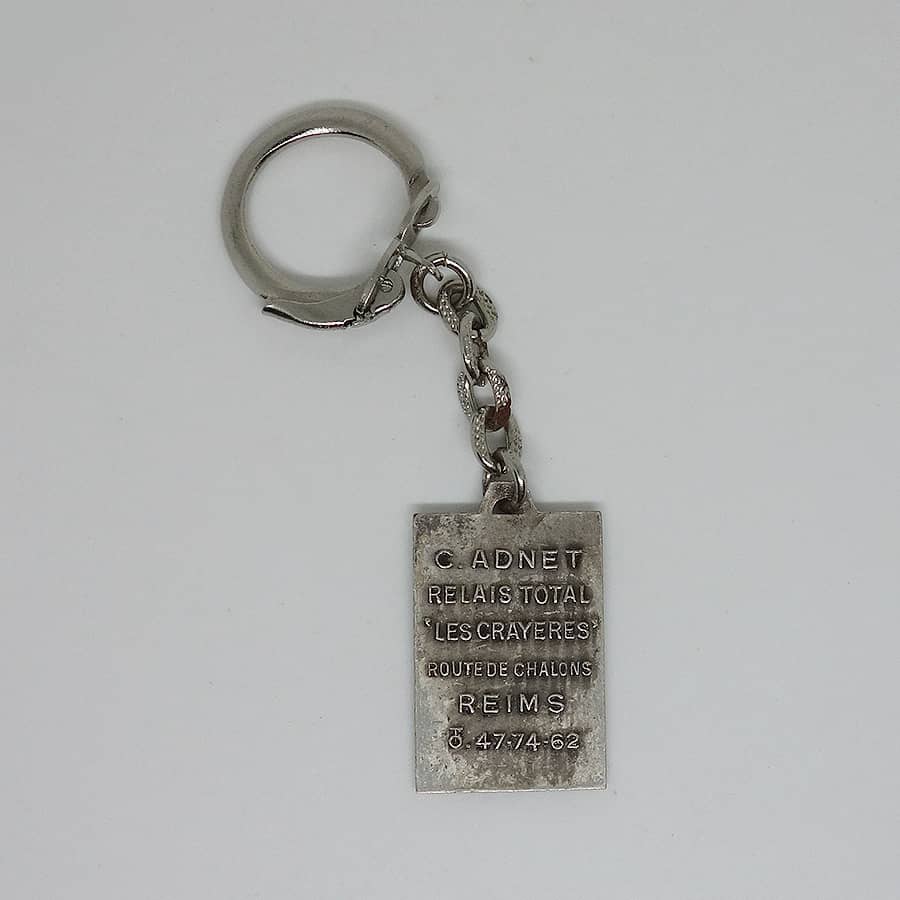 C. ADNET
RELAIS TOTAL
"LES CRAYERES"
ROUTE DE CHALONS
REIMS
☎. 47-74-62